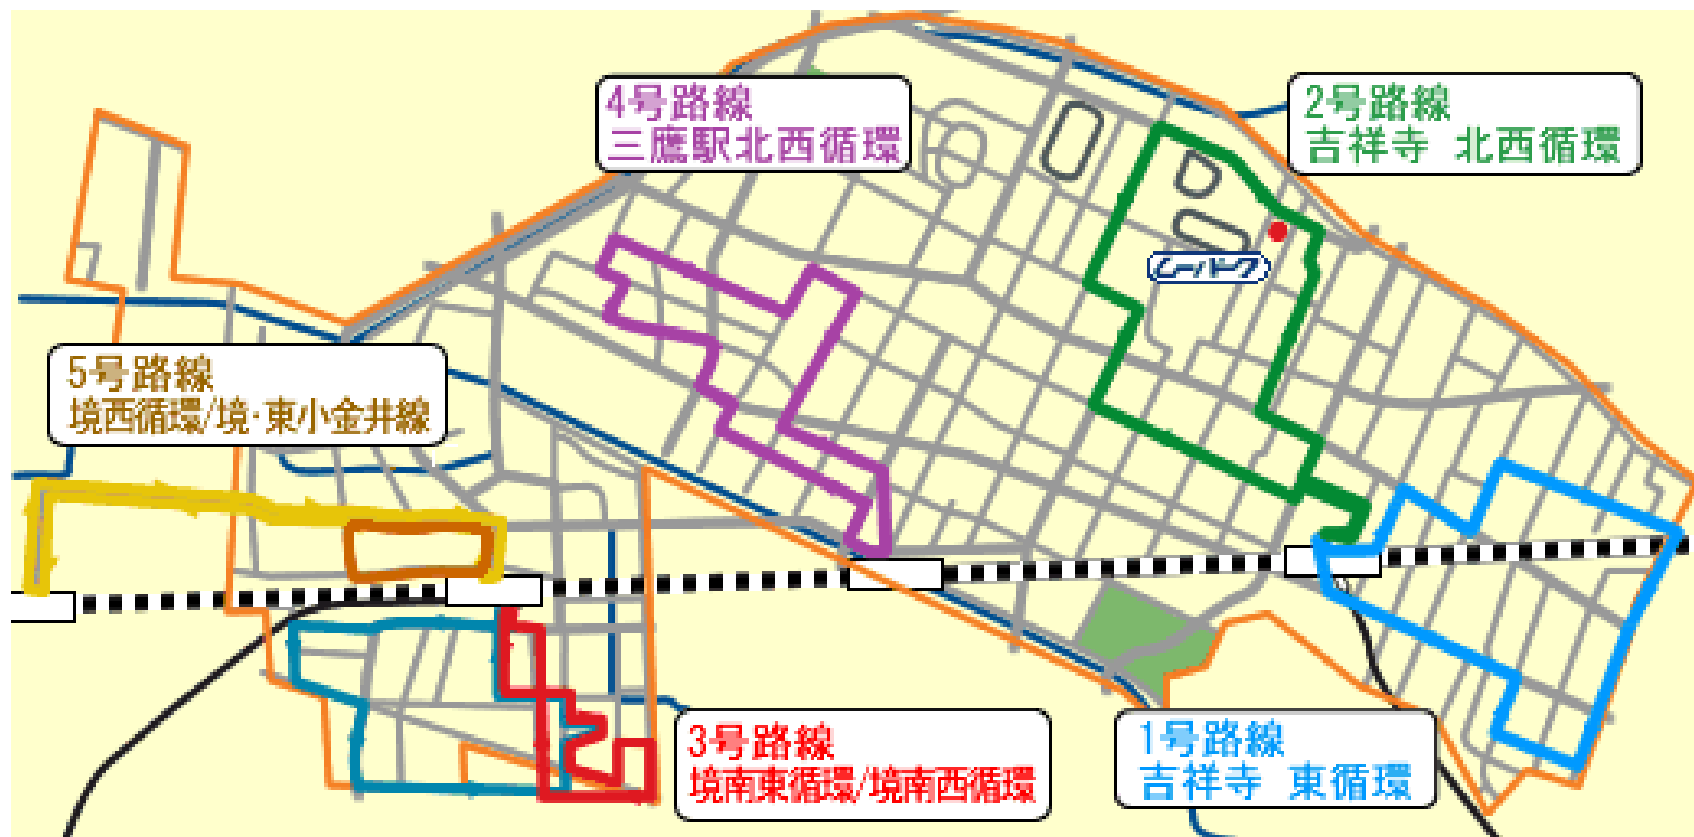 4号路線
三鷹駅北西循環
2号路線
吉祥寺 北西循環
ムーパーク
5号路線
境西循環/境・東小金井線
3号路線
境南東循環/境南西循環
1号路線
吉祥寺 東循環